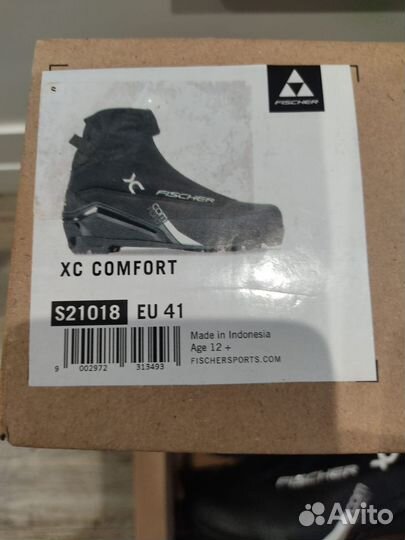 FISCHER
XC
FISCHER
XC COMFORT
S21018 EU 41
Made in Indonesia
Age 12 +
FISCHERSPORTS.COM
9 002972 313493
FISCHER XC
Avito